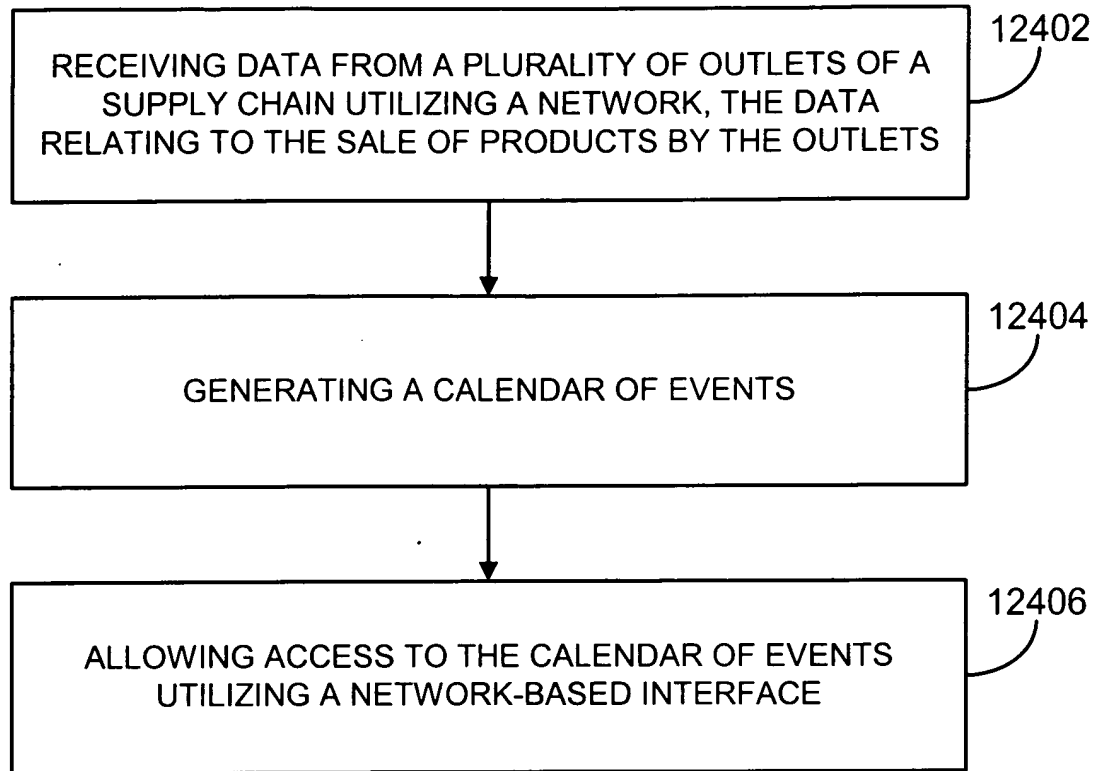 12402
RECEIVING DATA FROM A PLURALITY OF OUTLETS OF A
SUPPLY CHAIN UTILIZING A NETWORK, THE DATA
RELATING TO THE SALE OF PRODUCTS BY THE OUTLETS
12404
GENERATING A CALENDAR OF EVENTS
12406
ALLOWING ACCESS TO THE CALENDAR OF EVENTS
UTILIZING A NETWORK-BASED INTERFACE